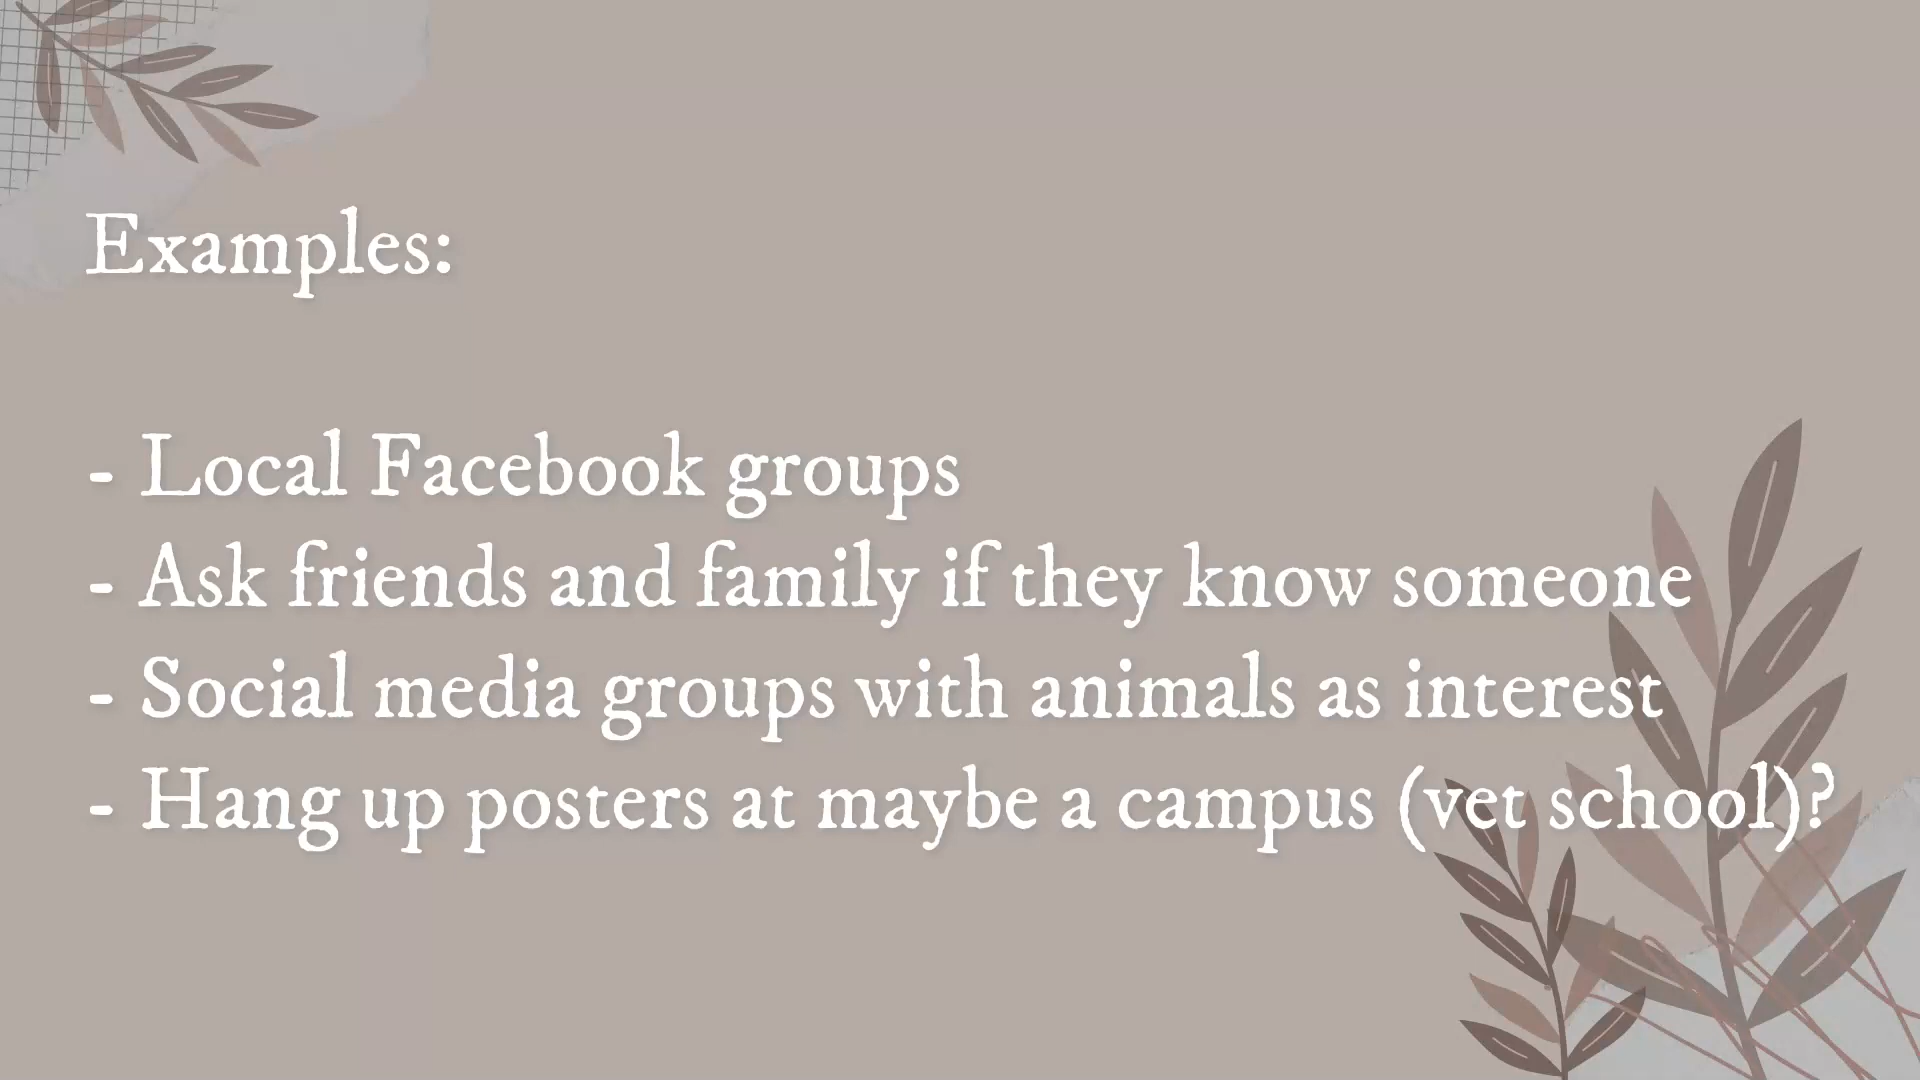 Examples:
- Local Facebook groups
- Ask friends and family if they know someone
- Social media groups with animals as interest
- Hang up posters at maybe a campus (vet school)?